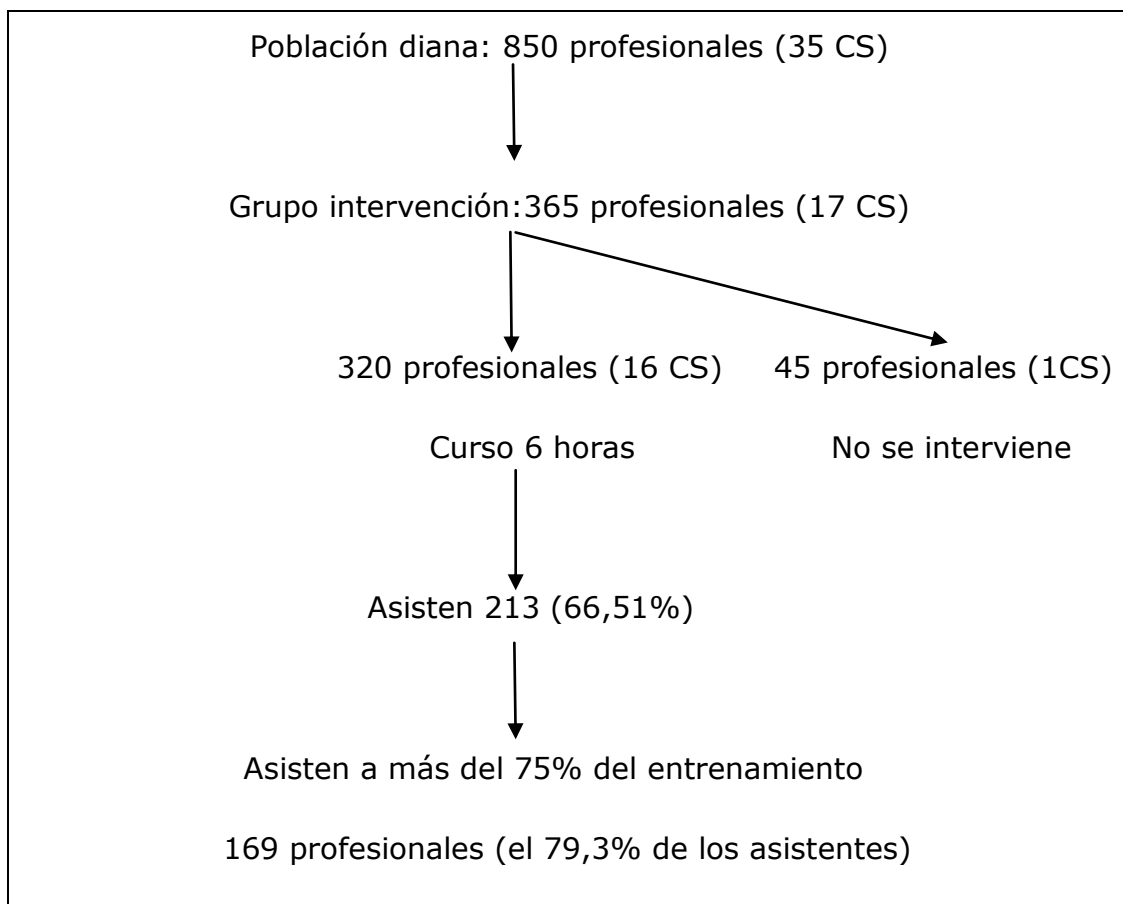 Población diana: 850 profesionales (35 CS)
Grupo intervención:365 profesionales (17 CS)
320 profesionales (16 CS) 45 profesionales (1CS)
Curso 6 horas No se interviene
Asisten 213 (66,51%)
Asisten a más del 75% del entrenamiento
169 profesionales (el 79,3% de los asistentes)